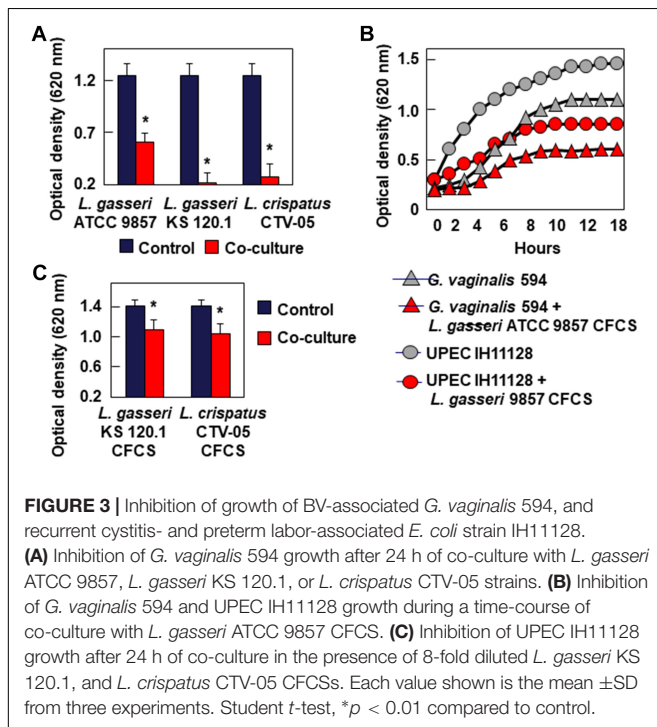 A
Optical density (620 nm)
1.2
0.7
0.2
*
*
*
L. gasseri
ATCC 9857
L. gasseri
KS 120.1
L. crispatus
CTV-05
Control
Co-culture
B
Optical density (620 nm)
1.5
1.0
0.5
0
0 2 4 6 8 10 12 18
Hours
G. vaginalis 594
G. vaginalis 594 +
L. gasseri ATCC 9857 CFCS
UPEC IH11128
UPEC IH11128 +
L. gasseri 9857 CFCS
C
Optical density (620 nm)
1.4
1.0
0.6
0.2
*
*
L. gasseri
KS 120.1
CFCS
L. crispatus
CTV-05
CFCS
Control
Co-culture
FIGURE 3 | Inhibition of growth of BV-associated G. vaginalis 594, and
recurrent cystitis- and preterm labor-associated E. coli strain IH11128.
(A) Inhibition of G. vaginalis 594 growth after 24 h of co-culture with L. gasseri
ATCC 9857, L. gasseri KS 120.1, or L. crispatus CTV-05 strains. (B) Inhibition
of G. vaginalis 594 and UPEC IH11128 growth during a time-course of
co-culture with L. gasseri ATCC 9857 CFCS. (C) Inhibition of UPEC IH11128
growth after 24 h of co-culture in the presence of 8-fold diluted L. gasseri KS
120.1, and L. crispatus CTV-05 CFCSs. Each value shown is the mean ±SD
from three experiments. Student t-test, *p < 0.01 compared to control.